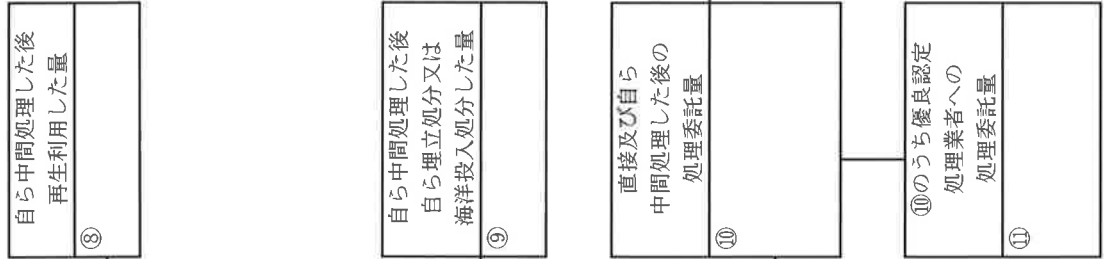 自ら中間処理した後
再生利用した量
⑧
自ら中間処理した後
自ら埋立処分又は
海洋投入処分した量
⑨
直接及び自ら
中間処理した後の
処理委託量
⑩
⑩のうち優良認定
処理業者への
処理委託量
⑪